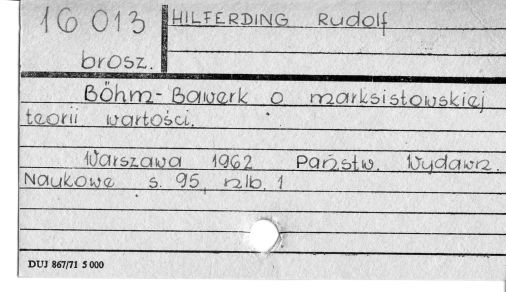 16 013
brosz.
HILFERDING Rudolf
Böhm-Bawerk o marksistowskiej
teorii wartości.
Warszawa 1962 Państw. Wydawn.
Naukowe s. 95, nlb. 1
DUJ 867/71 5 000